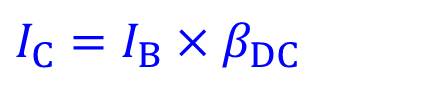 I_C = I_B × β_DC